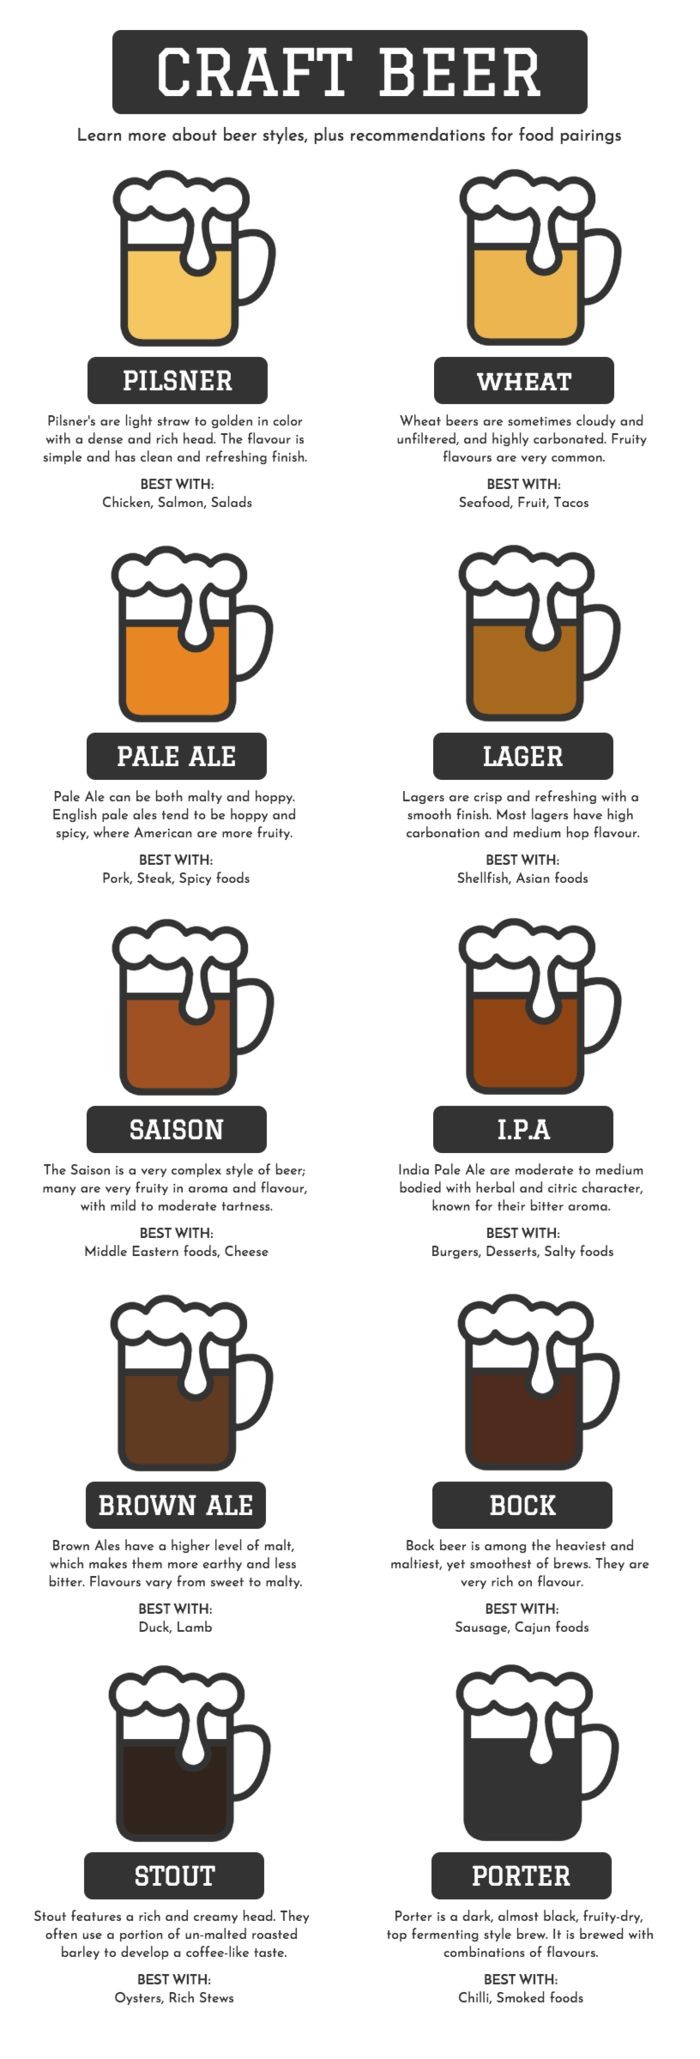 CRAFT BEER
Learn more about beer styles, plus recommendations for food pairings
PILSNER
Pilsner's are light straw to golden in color
with a dense and rich head. The flavour is
simple and has clean and refreshing finish.
BEST WITH:
Chicken, Salmon, Salads
WHEAT
Wheat beers are sometimes cloudy and
unfiltered, and highly carbonated. Fruity
flavours are very common.
BEST WITH:
Seafood, Fruit, Tacos
PALE ALE
Pale Ale can be both malty and hoppy.
English pale ales tend to be hoppy and
spicy, where American are more fruity.
BEST WITH:
Pork, Steak, Spicy foods
LAGER
Lagers are crisp and refreshing with a
smooth finish. Most lagers have high
carbonation and medium hop flavour.
BEST WITH:
Shellfish, Asian foods
SAISON
The Saison is a very complex style of beer;
many are very fruity in aroma and flavour,
with mild to moderate tartness.
BEST WITH:
Middle Eastern foods, Cheese
I.P.A
India Pale Ale are moderate to medium
bodied with herbal and citric character,
known for their bitter aroma.
BEST WITH:
Burgers, Desserts, Salty foods
BROWN ALE
Brown Ales have a higher level of malt,
which makes them more earthy and less
bitter. Flavours vary from sweet to malty.
BEST WITH:
Duck, Lamb
BOCK
Bock beer is among the heaviest and
maltiest, yet smoothest of brews. They are
very rich on flavour.
BEST WITH:
Sausage, Cajun foods
STOUT
Stout features a rich and creamy head. They
often use a portion of un-malted roasted
barley to develop a coffee-like taste.
BEST WITH:
Oysters, Rich Stews
PORTER
Porter is a dark, almost black, fruity-dry,
top fermenting style brew. It is brewed with
combinations of flavours.
BEST WITH:
Chilli, Smoked foods